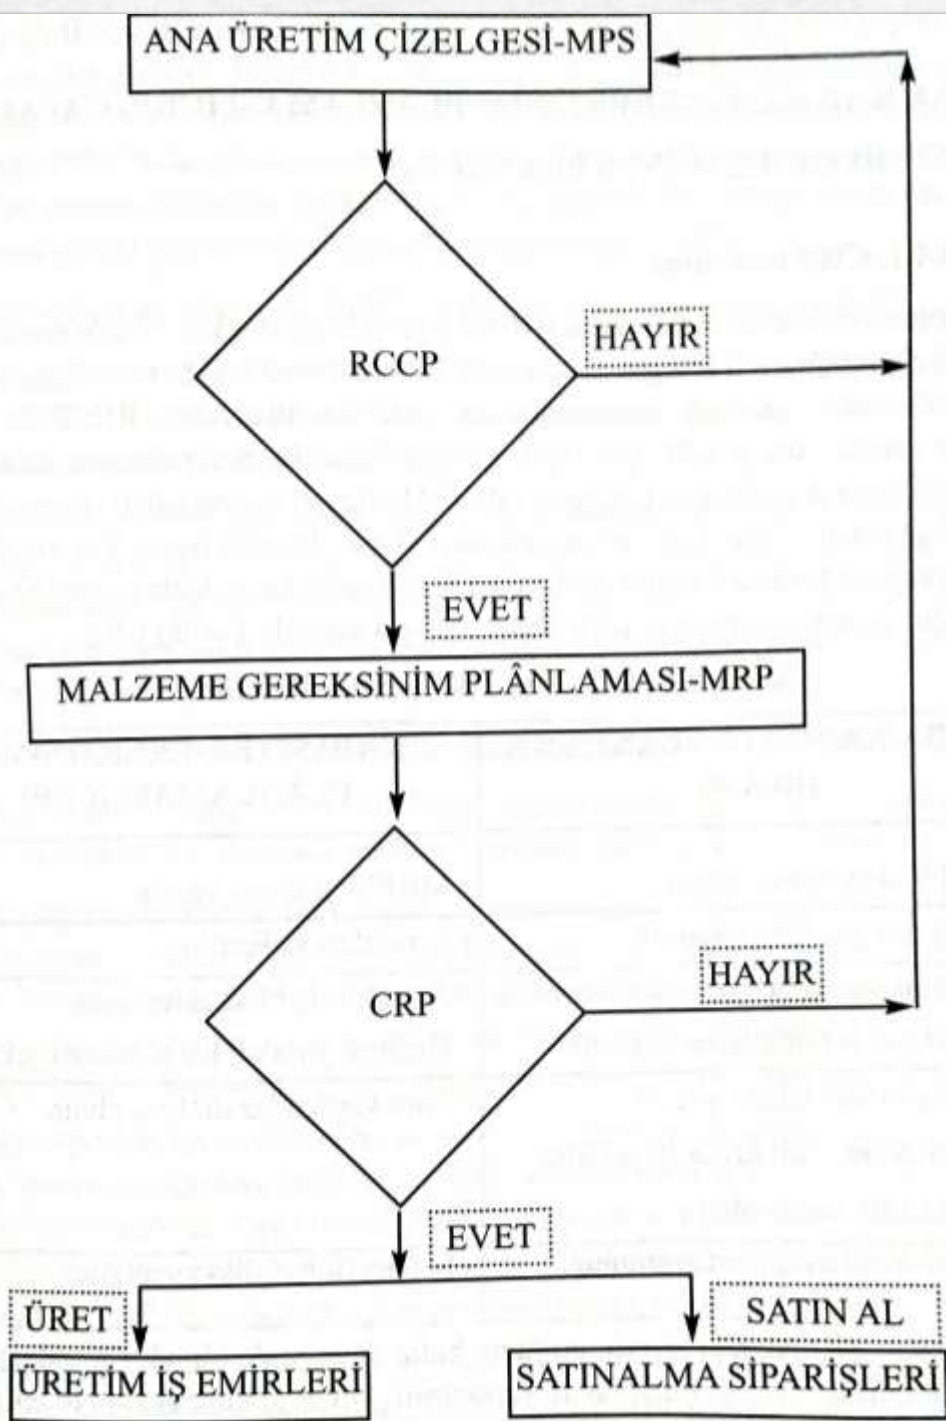 ANA ÜRETİM ÇİZELGESİ-MPS
RCCP
HAYIR
EVET
MALZEME GEREKSİNİM PLÂNLAMASI-MRP
CRP
HAYIR
EVET
ÜRET
SATIN AL
ÜRETİM İŞ EMİRLERİ
SATINALMA SİPARİŞLERİ